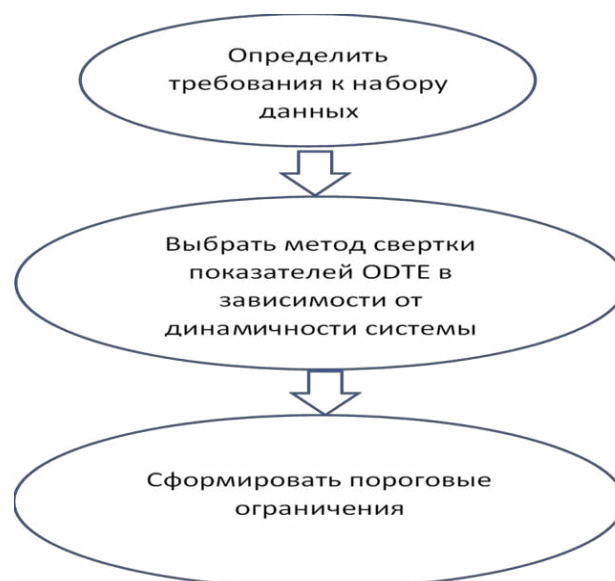 Определить
требования к набору
данных
Выбрать метод свертки
показателей ODTE в
зависимости от
динамичности системы
Сформировать пороговые
ограничения